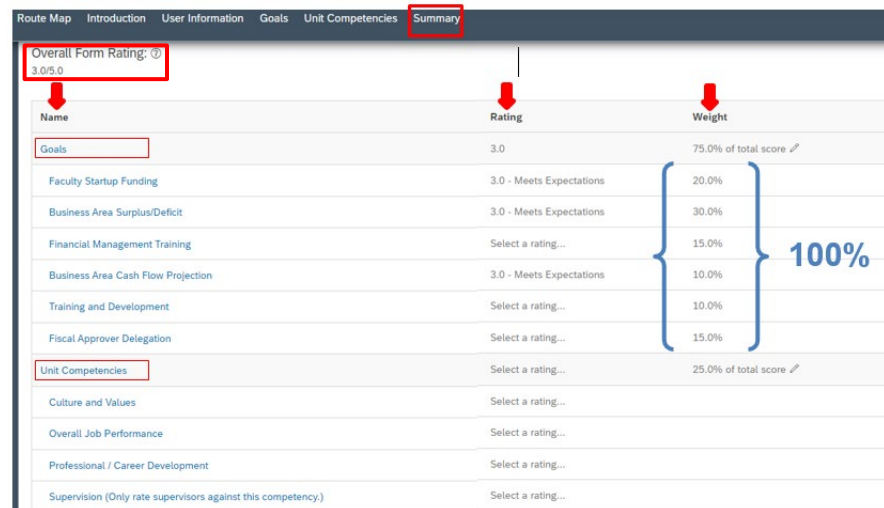 Route Map Introduction User Information Goals Unit Competencies Summary
Overall Form Rating: ?
3.0/5.0
Name Rating Weight
Goals 3.0 75.0% of total score
Faculty Startup Funding 3.0 - Meets Expectations 20.0%
Business Area Surplus/Deficit 3.0 - Meets Expectations 30.0%
Financial Management Training Select a rating... 15.0%
100%
Business Area Cash Flow Projection 3.0 - Meets Expectations 10.0%
Training and Development Select a rating... 10.0%
Fiscal Approver Delegation Select a rating... 15.0%
Unit Competencies Select a rating... 25.0% of total score
Culture and Values Select a rating...
Overall Job Performance Select a rating...
Professional / Career Development Select a rating...
Supervision (Only rate supervisors against this competency.) Select a rating...